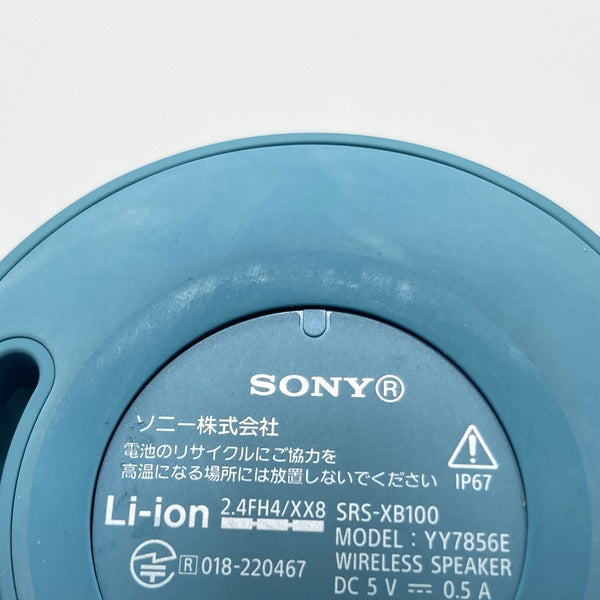 SONY®
ソニー株式会社
電池のリサイクルにご協力を
高温になる場所には放置しないでください
IP67
Li-ion 2.4FH4/XX8 SRS-XB100
MODEL : YY7856E
R 018-220467 WIRELESS SPEAKER
DC 5 V ⎓ 0.5 A